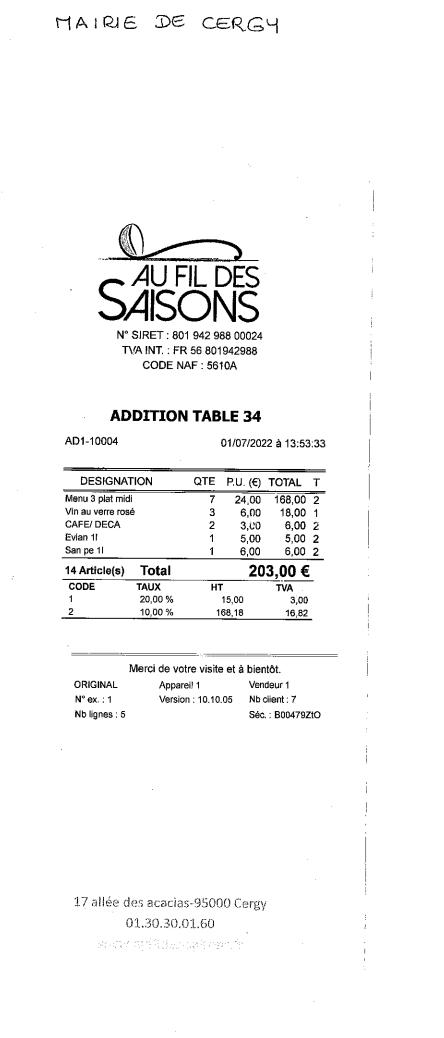 MAIRIE DE CERGY
AU FIL DES
SAISONS
N° SIRET : 801 942 988 00024
TVA INT. : FR 56 801942988
CODE NAF : 5610A
ADDITION TABLE 34
AD1-10004 01/07/2022 à 13:53:33
DESIGNATION QTE P.U. (€) TOTAL T
Menu 3 plat midi 7 24,00 168,00 2
Vin au verre rosé 3 6,00 18,00 1
CAFE/ DECA 2 3,00 6,00 2
Evian 1l 1 5,00 5,00 2
San pe 1l 1 6,00 6,00 2
14 Article(s) Total 203,00 €
CODE TAUX HT TVA
1 20,00 % 15,00 3,00
2 10,00 % 168,18 16,82
Merci de votre visite et à bientôt.
ORIGINAL Appareil 1 Vendeur 1
N° ex. : 1 Version : 10.10.05 Nb client : 7
Nb lignes : 5 Séc. : B00479ZtO
17 allée des acacias-95000 Cergy
01.30.30.01.60